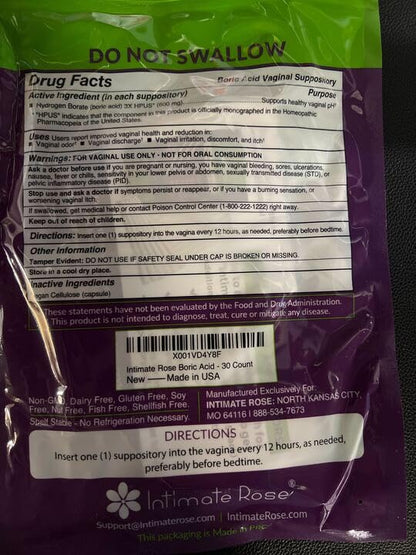 DO NOT SWALLOW
Drug Facts
Boric Acid Vaginal Suppository
Active Ingredient (in each suppository)
Purpose
■ Hydrogen Borate (boric acid) 3X HPUS* (600 mg)
Supports healthy vaginal pH¹
*"HPUS" indicates that the component in this product is officially monographed in the Homeopathic
Pharmacopeia of the United States.
Uses Users report improved vaginal health and reduction in:
■ Vaginal odor¹ ■ Vaginal discharge¹ ■ Vaginal irritation, discomfort, and itch¹
Warnings: FOR VAGINAL USE ONLY - NOT FOR ORAL CONSUMPTION
Ask a doctor before use if you are pregnant or nursing, you have vaginal bleeding, sores, ulcerations,
nausea, fever or chills, sensitivity in your lower pelvis or abdomen, sexually transmitted disease (STD), or
pelvic inflammatory disease (PID).
Stop use and ask a doctor if symptoms persist or reappear, or if you have a burning sensation, or
worsening vaginal itch.
If swallowed, get medical help or contact Poison Control Center (1-800-222-1222) right away.
Keep out of reach of children.
Directions: Insert one (1) suppository into the vagina every 12 hours, as needed, preferably before bedtime.
Other Information
Tamper Evident: DO NOT USE IF SAFETY SEAL UNDER CAP IS BROKEN OR MISSING.
Store in a cool dry place.
Inactive Ingredients
Vegan Cellulose (capsule)
These statements have not been evaluated by the Food and Drug Administration.
This product is not intended to diagnose, treat, cure or mitigate any disease.
X001VD4Y8F
Intimate Rose Boric Acid - 30 Count
New —— Made in USA
Non-GMO, Dairy Free, Gluten Free, Soy
Free, Nut Free, Fish Free, Shellfish Free.
Shelf Stable - No Refrigeration Necessary.
Manufactured Exclusively For:
INTIMATE ROSE: NORTH KANSAS CITY,
MO 64116 | 888-534-7673
DIRECTIONS
Insert one (1) suppository into the vagina every 12 hours, as needed,
preferably before bedtime.
Intimate Rose
Support@Intimaterose.com | IntimateRose.com
This packaging is Made in PRC